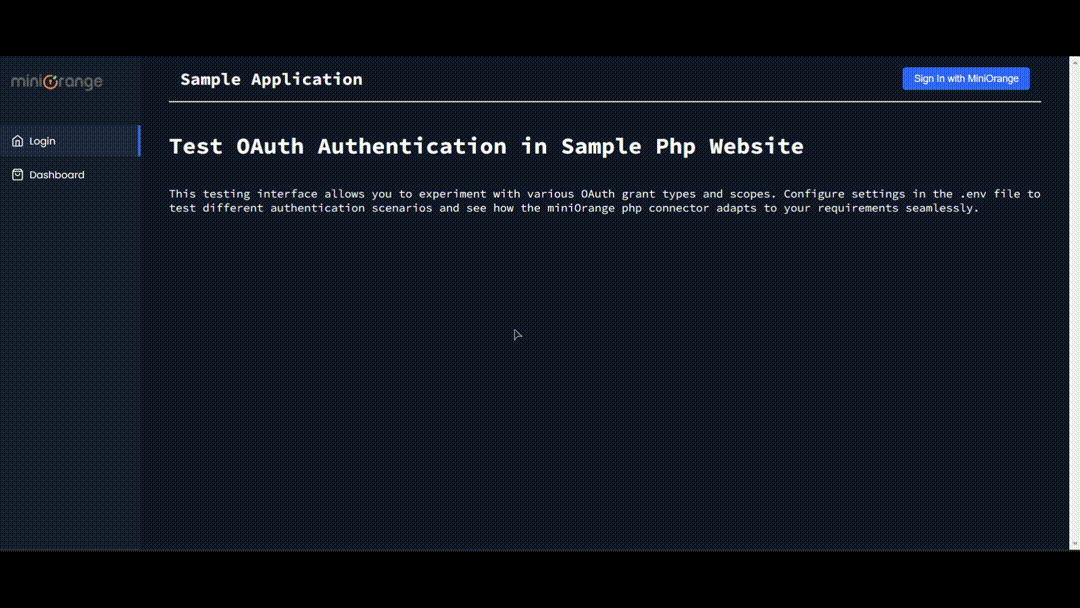 miniOrange
Sample Application
Sign In with MiniOrange
Login
Dashboard
Test OAuth Authentication in Sample Php Website
This testing interface allows you to experiment with various OAuth grant types and scopes. Configure settings in the .env file to
test different authentication scenarios and see how the miniOrange php connector adapts to your requirements seamlessly.